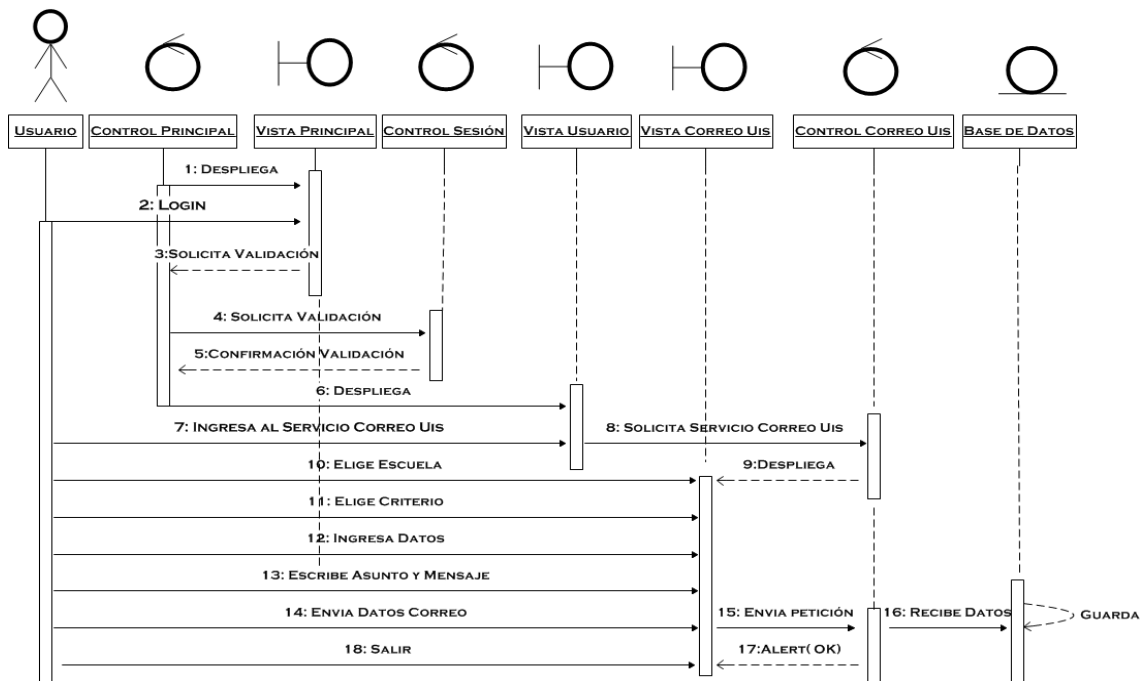 USUARIO
CONTROL PRINCIPAL
VISTA PRINCIPAL
CONTROL SESIÓN
VISTA USUARIO
VISTA CORREO UIS
CONTROL CORREO UIS
BASE DE DATOS
1: DESPLIEGA
2: LOGIN
3:SOLICITA VALIDACIÓN
4: SOLICITA VALIDACIÓN
5:CONFIRMACIÓN VALIDACIÓN
6: DESPLIEGA
7: INGRESA AL SERVICIO CORREO UIS
8: SOLICITA SERVICIO CORREO UIS
10: ELIGE ESCUELA
9:DESPLIEGA
11: ELIGE CRITERIO
12: INGRESA DATOS
13: ESCRIBE ASUNTO Y MENSAJE
14: ENVIA DATOS CORREO
15: ENVIA PETICIÓN
16: RECIBE DATOS
GUARDA
18: SALIR
17:ALERT( OK)